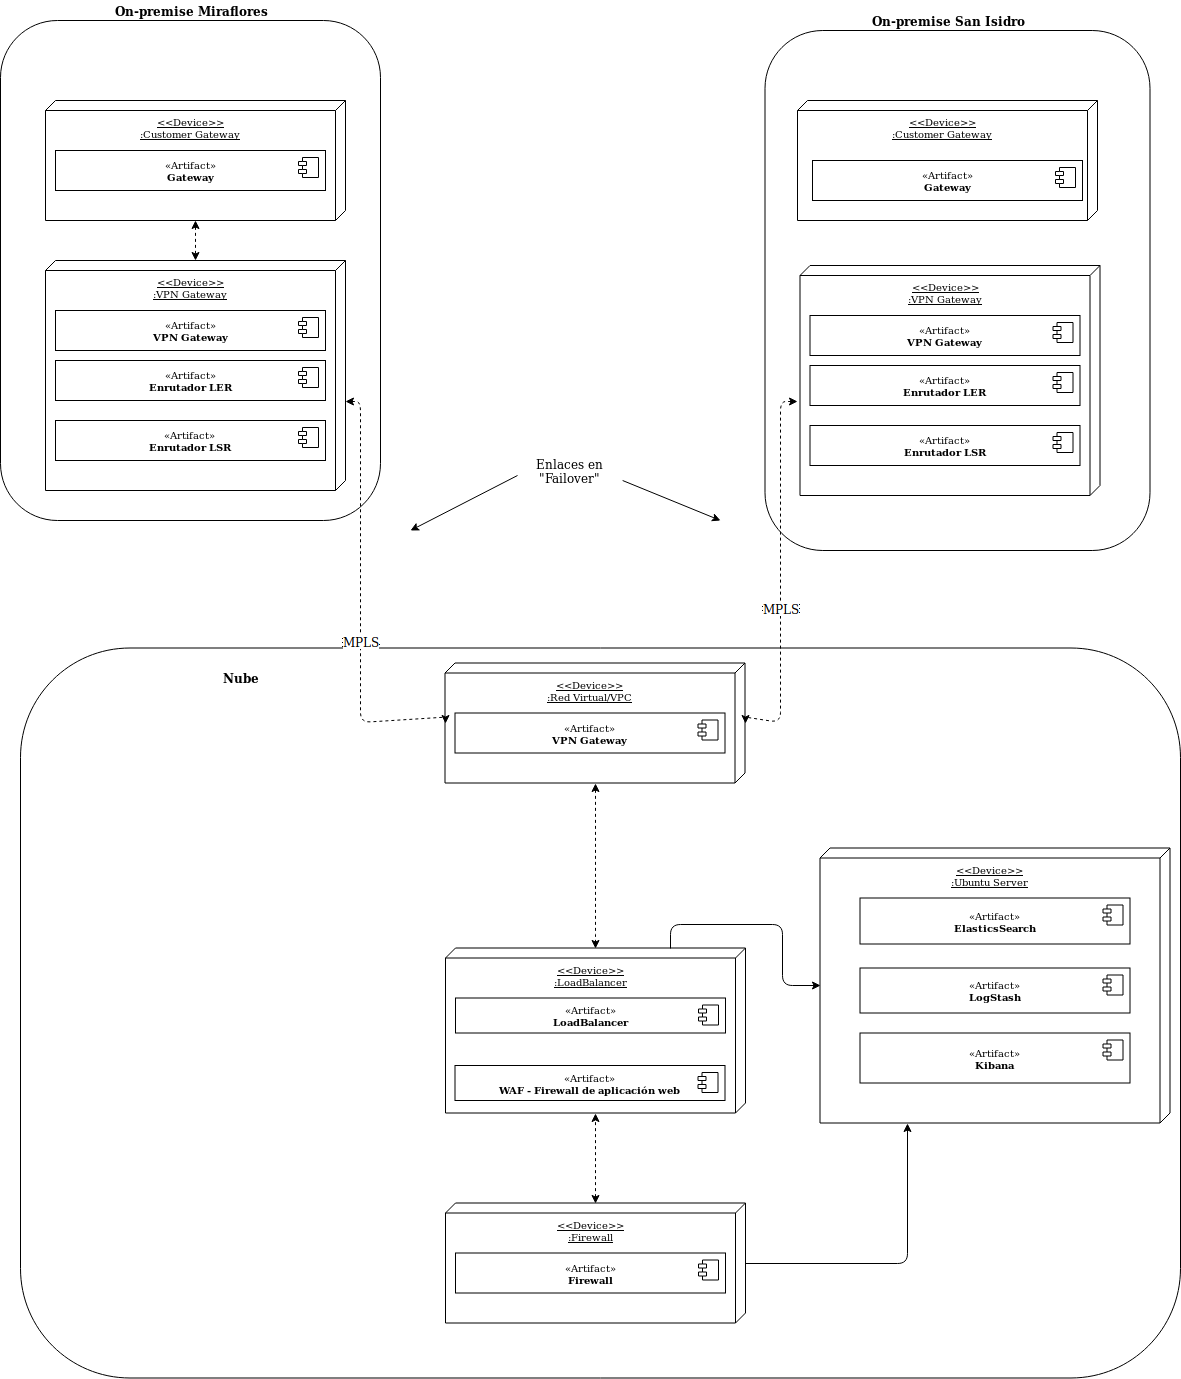 On-premise Miraflores
<<Device>>
:Customer Gateway
«Artifact»
Gateway
<<Device>>
:VPN Gateway
«Artifact»
VPN Gateway
«Artifact»
Enrutador LER
«Artifact»
Enrutador LSR
On-premise San Isidro
<<Device>>
:Customer Gateway
«Artifact»
Gateway
<<Device>>
:VPN Gateway
«Artifact»
VPN Gateway
«Artifact»
Enrutador LER
«Artifact»
Enrutador LSR
Enlaces en
"Failover"
MPLS
MPLS
Nube
<<Device>>
:Red Virtual/VPC
«Artifact»
VPN Gateway
<<Device>>
:LoadBalancer
«Artifact»
LoadBalancer
«Artifact»
WAF - Firewall de aplicación web
<<Device>>
:Ubuntu Server
«Artifact»
ElasticsSearch
«Artifact»
LogStash
«Artifact»
Kibana
<<Device>>
:Firewall
«Artifact»
Firewall